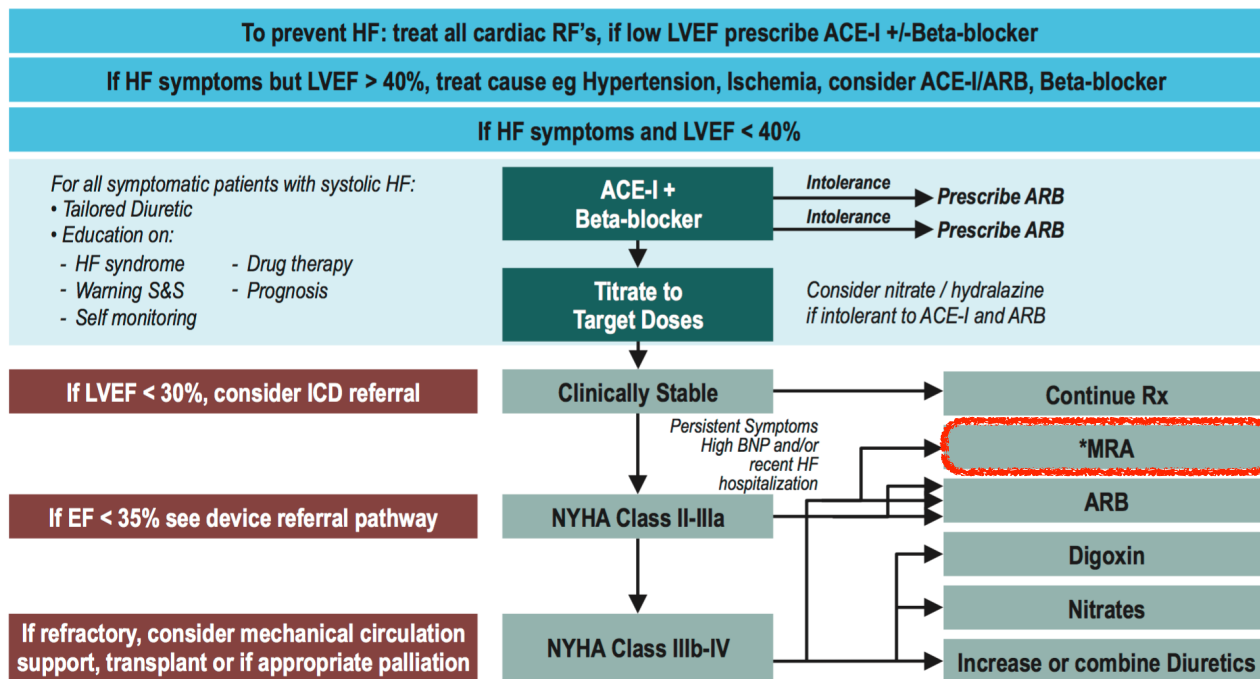 To prevent HF: treat all cardiac RF's, if low LVEF prescribe ACE-I +/-Beta-blocker
If HF symptoms but LVEF > 40%, treat cause eg Hypertension, Ischemia, consider ACE-I/ARB, Beta-blocker
If HF symptoms and LVEF < 40%
For all symptomatic patients with systolic HF:
• Tailored Diuretic
• Education on:
- HF syndrome - Drug therapy
- Warning S&S - Prognosis
- Self monitoring
ACE-I +
Beta-blocker
Intolerance
Prescribe ARB
Intolerance
Prescribe ARB
Titrate to
Target Doses
Consider nitrate / hydralazine
if intolerant to ACE-I and ARB
If LVEF < 30%, consider ICD referral
Clinically Stable
Continue Rx
Persistent Symptoms
High BNP and/or
recent HF
hospitalization
*MRA
ARB
If EF < 35% see device referral pathway
NYHA Class II-IIIa
Digoxin
Nitrates
If refractory, consider mechanical circulation
support, transplant or if appropriate palliation
NYHA Class IIIb-IV
Increase or combine Diuretics